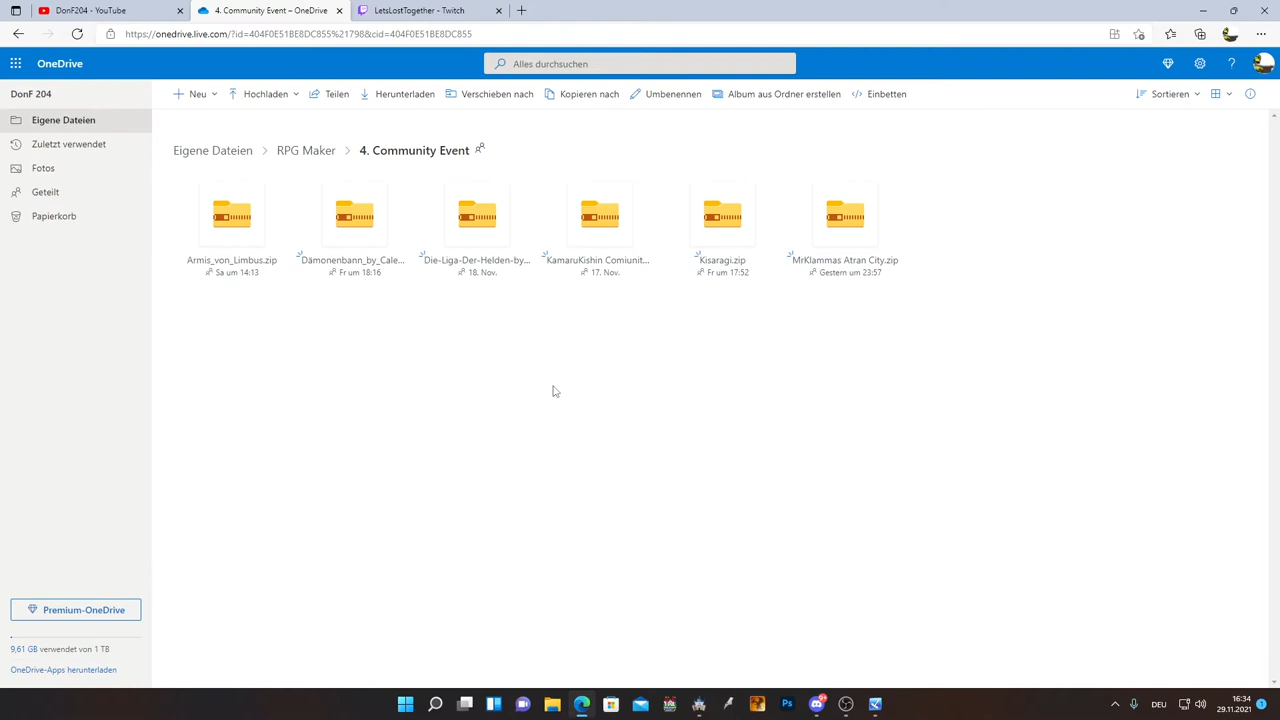 DonF204 - YouTube
4. Community Event – OneDrive
LetsLostTogether - Twitch
https://onedrive.live.com/?id=404F0E51BE8DC855%21798&cid=404F0E51BE8DC855
OneDrive
Alles durchsuchen
DonF 204
Neu
Hochladen
Teilen
Herunterladen
Verschieben nach
Kopieren nach
Umbenennen
Album aus Ordner erstellen
Einbetten
Sortieren
Eigene Dateien
Zuletzt verwendet
Fotos
Geteilt
Papierkorb
Eigene Dateien > RPG Maker > 4. Community Event
Armis_von_Limbus.zip
Sa um 14:13
Dämonenbann_by_Cale...
Fr um 18:16
Die-Liga-Der-Helden-by...
18. Nov.
KamaruKishin Comiunit...
17. Nov.
Kisaragi.zip
Fr um 17:52
MrKlammas Atran City.zip
Gestern um 23:57
Premium-OneDrive
9,61 GB verwendet von 1 TB
OneDrive-Apps herunterladen
Ps
DEU
16:34
29.11.2021